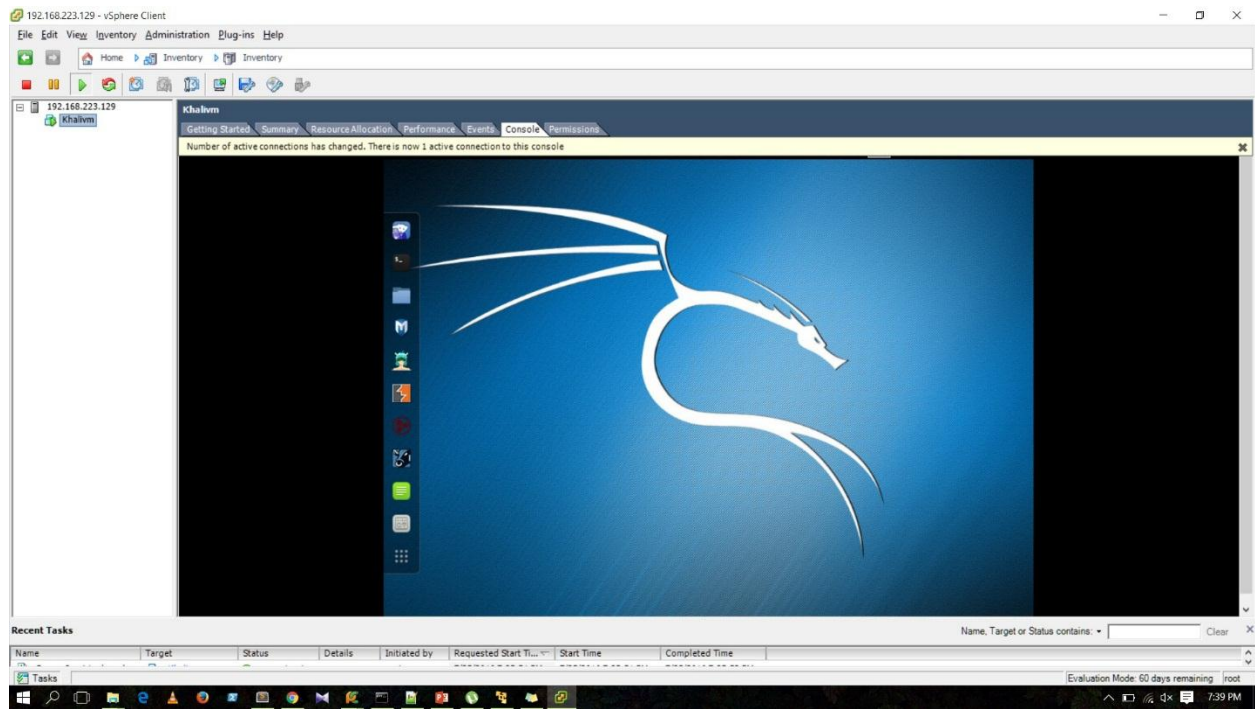 192.168.223.129 - vSphere Client
File Edit View Inventory Administration Plug-ins Help
Home Inventory Inventory
192.168.223.129
Khalivm
Khalivm
Getting Started Summary Resource Allocation Performance Events Console Permissions
Number of active connections has changed. There is now 1 active connection to this console
Recent Tasks
Name, Target or Status contains:
Clear
Name Target Status Details Initiated by Requested Start Ti... Start Time Completed Time
Tasks
Evaluation Mode: 60 days remaining root
7:39 PM